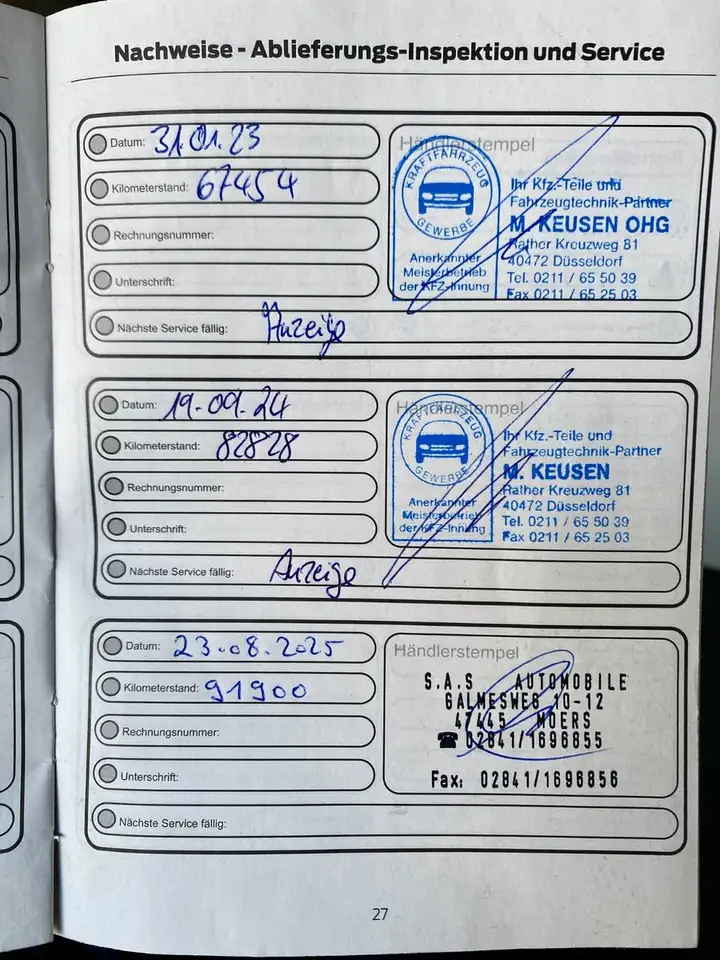 Nachweise - Ablieferungs-Inspektion und Service
Datum: 31.01.23
Kilometerstand: 67454
Rechnungsnummer:
Unterschrift:
Nächste Service fällig: Anzeige
Händlerstempel
KRAFTFAHRZEUG
GEWERBE
Anerkannter
Meisterbetrieb
der KFZ-Innung
Ihr Kfz.-Teile und
Fahrzeugtechnik-Partner
M. KEUSEN OHG
Rather Kreuzweg 81
40472 Düsseldorf
Tel. 0211 / 65 50 39
Fax 0211 / 65 25 03
Datum: 19.09.24
Kilometerstand: 82828
Rechnungsnummer:
Unterschrift:
Nächste Service fällig: Anzeige
Händlerstempel
KRAFTFAHRZEUG
GEWERBE
Anerkannter
Meisterbetrieb
der KFZ-Innung
Ihr Kfz.-Teile und
Fahrzeugtechnik-Partner
M. KEUSEN
Rather Kreuzweg 81
40472 Düsseldorf
Tel. 0211 / 65 50 39
Fax 0211 / 65 25 03
Datum: 23.08.2025
Kilometerstand: 91900
Rechnungsnummer:
Unterschrift:
Nächste Service fällig:
Händlerstempel
S.A.S AUTOMOBILE
GALMESWEG 10-12
47445 MOERS
☎ 02841/1696855
Fax: 02841/1696856
27